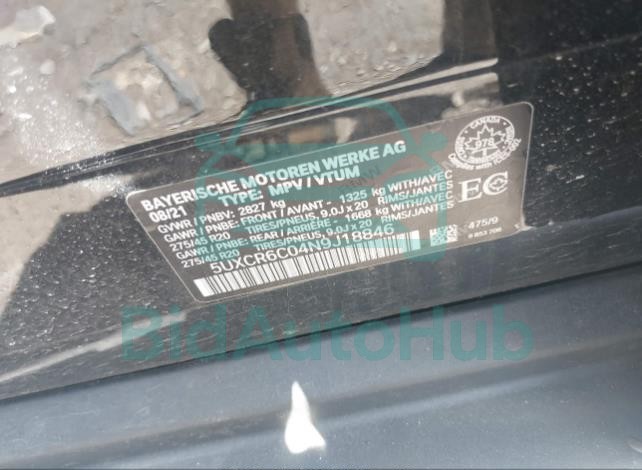 BAYERISCHE MOTOREN WERKE AG
08/21 TYPE: MPV / VTUM
GVWR / PNBV: 2827 kg
GAWR / PNBE: FRONT / AVANT - 1325 kg WITH/AVEC
275/45 R20 TIRES/PNEUS, 9.0J x 20 RIMS/JANTES
GAWR / PNBE: REAR / ARRIÈRE - 1668 kg WITH/AVEC
275/45 R20 TIRES/PNEUS, 9.0J x 20 RIMS/JANTES
5UXCR6C04N9J18846
CANADA
978
EC
475/9
BidAutoHub